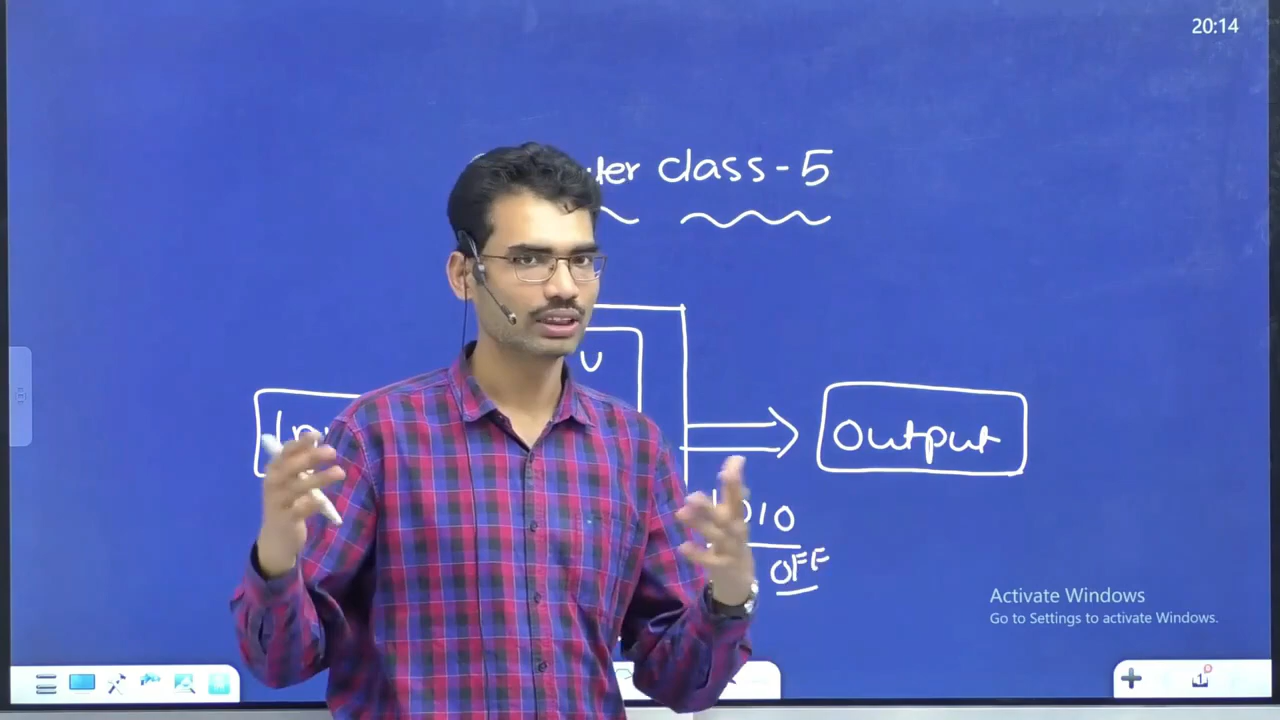 20:14
class-5
U
Output
010
OFF
Activate Windows
Go to Settings to activate Windows.